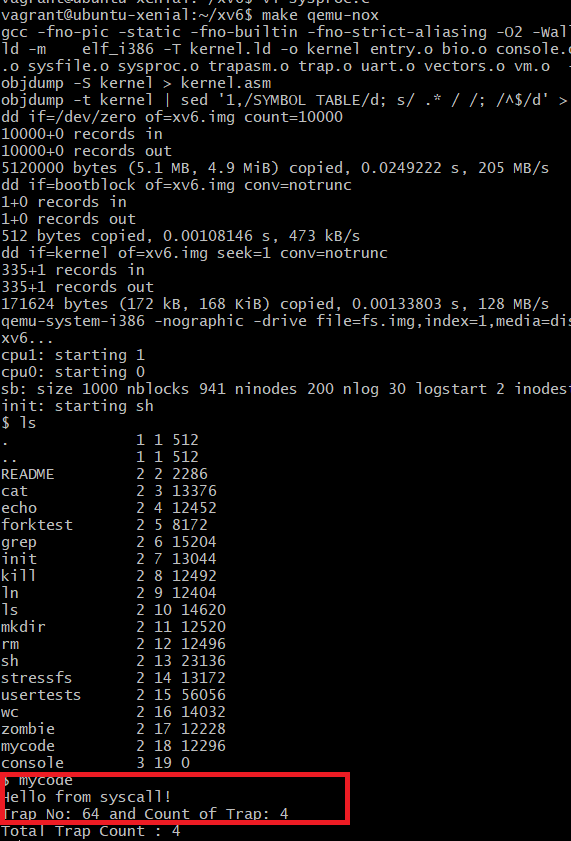 vagrant@ubuntu-xenial:~/xv6$ vi sysproc.c
vagrant@ubuntu-xenial:~/xv6$ make qemu-nox
gcc -fno-pic -static -fno-builtin -fno-strict-aliasing -O2 -Wall
ld -m    elf_i386 -T kernel.ld -o kernel entry.o bio.o console.o
.o sysfile.o sysproc.o trapasm.o trap.o uart.o vectors.o vm.o  -
objdump -S kernel > kernel.asm
objdump -t kernel | sed '1,/SYMBOL TABLE/d; s/ .* / /; /^$/d' >
dd if=/dev/zero of=xv6.img count=10000
10000+0 records in
10000+0 records out
5120000 bytes (5.1 MB, 4.9 MiB) copied, 0.0249222 s, 205 MB/s
dd if=bootblock of=xv6.img conv=notrunc
1+0 records in
1+0 records out
512 bytes copied, 0.00108146 s, 473 kB/s
dd if=kernel of=xv6.img seek=1 conv=notrunc
335+1 records in
335+1 records out
171624 bytes (172 kB, 168 KiB) copied, 0.00133803 s, 128 MB/s
qemu-system-i386 -nographic -drive file=fs.img,index=1,media=dis
xv6...
cpu1: starting 1
cpu0: starting 0
sb: size 1000 nblocks 941 ninodes 200 nlog 30 logstart 2 inodest
init: starting sh
$ ls
.              1 1 512
..             1 1 512
README         2 2 2286
cat            2 3 13376
echo           2 4 12452
forktest       2 5 8172
grep           2 6 15204
init           2 7 13044
kill           2 8 12492
ln             2 9 12404
ls             2 10 14620
mkdir          2 11 12520
rm             2 12 12496
sh             2 13 23136
stressfs       2 14 13172
usertests      2 15 56056
wc             2 16 14032
zombie         2 17 12228
mycode         2 18 12296
console        3 19 0
$ mycode
Hello from syscall!
Trap No: 64 and Count of Trap: 4
Total Trap Count : 4